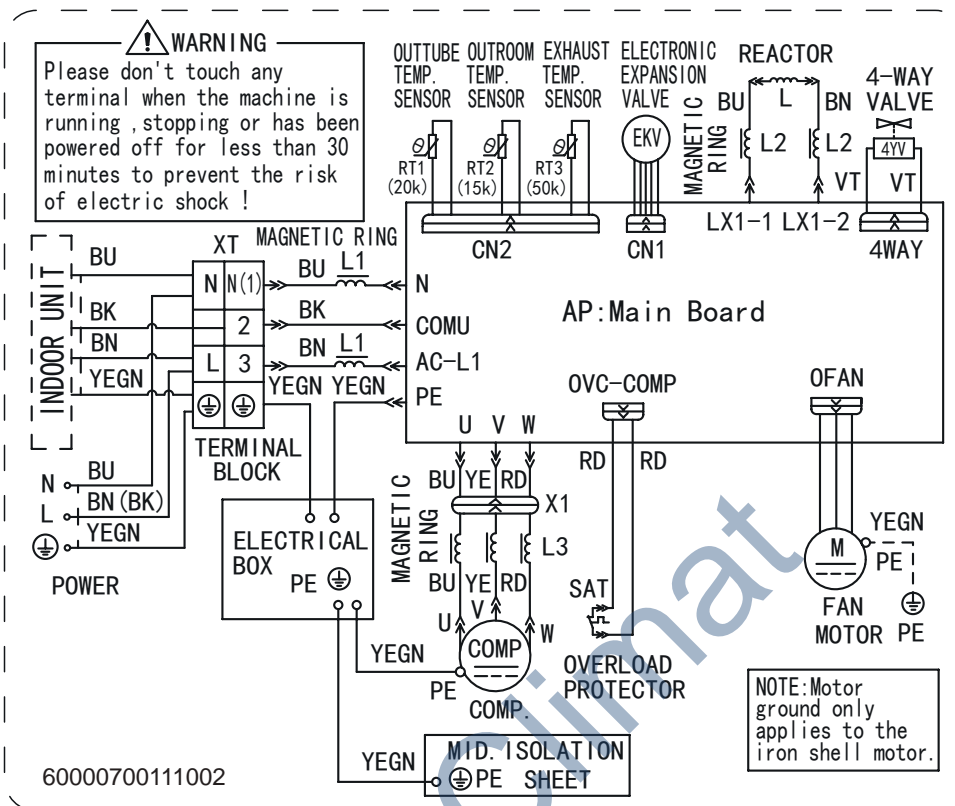 WARNING
Please don't touch any
terminal when the machine is
running ,stopping or has been
powered off for less than 30
minutes to prevent the risk
of electric shock !
OUTTUBE TEMP. SENSOR
OUTROOM TEMP. SENSOR
EXHAUST TEMP. SENSOR
ELECTRONIC EXPANSION VALVE
MAGNETIC RING
REACTOR
BU L BN
L2 L2
4-WAY
VALVE
4YV
VT VT
EKV
RT1 (20k)
RT2 (15k)
RT3 (50k)
CN2 CN1 LX1-1 LX1-2 4WAY
INDOOR UNIT
BU
BK
BN
YEGN
XT
N N(1)
2
L 3
TERMINAL
BLOCK
MAGNETIC RING
BU L1 N
BK COMU
BN L1 AC-L1
YEGN YEGN PE
AP:Main Board
OVC-COMP
OFAN
U V W
RD RD
BU YE RD
X1
MAGNETIC RING
L3
BU YE RD
U V W
COMP
PE
COMP.
N BU
L BN(BK)
YEGN
POWER
ELECTRICAL
BOX PE
YEGN
SAT
OVERLOAD
PROTECTOR
M
YEGN
PE
FAN
MOTOR PE
NOTE:Motor
ground only
applies to the
iron shell motor.
YEGN
MID. ISOLATION
PE SHEET
60000700111002
Climat